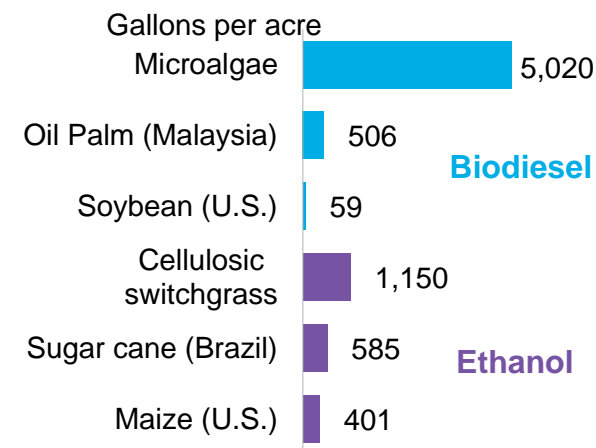 Gallons per acre
Microalgae
5,020
Oil Palm (Malaysia)
506
Biodiesel
Soybean (U.S.)
59
Cellulosic
switchgrass
1,150
Sugar cane (Brazil)
585
Ethanol
Maize (U.S.)
401